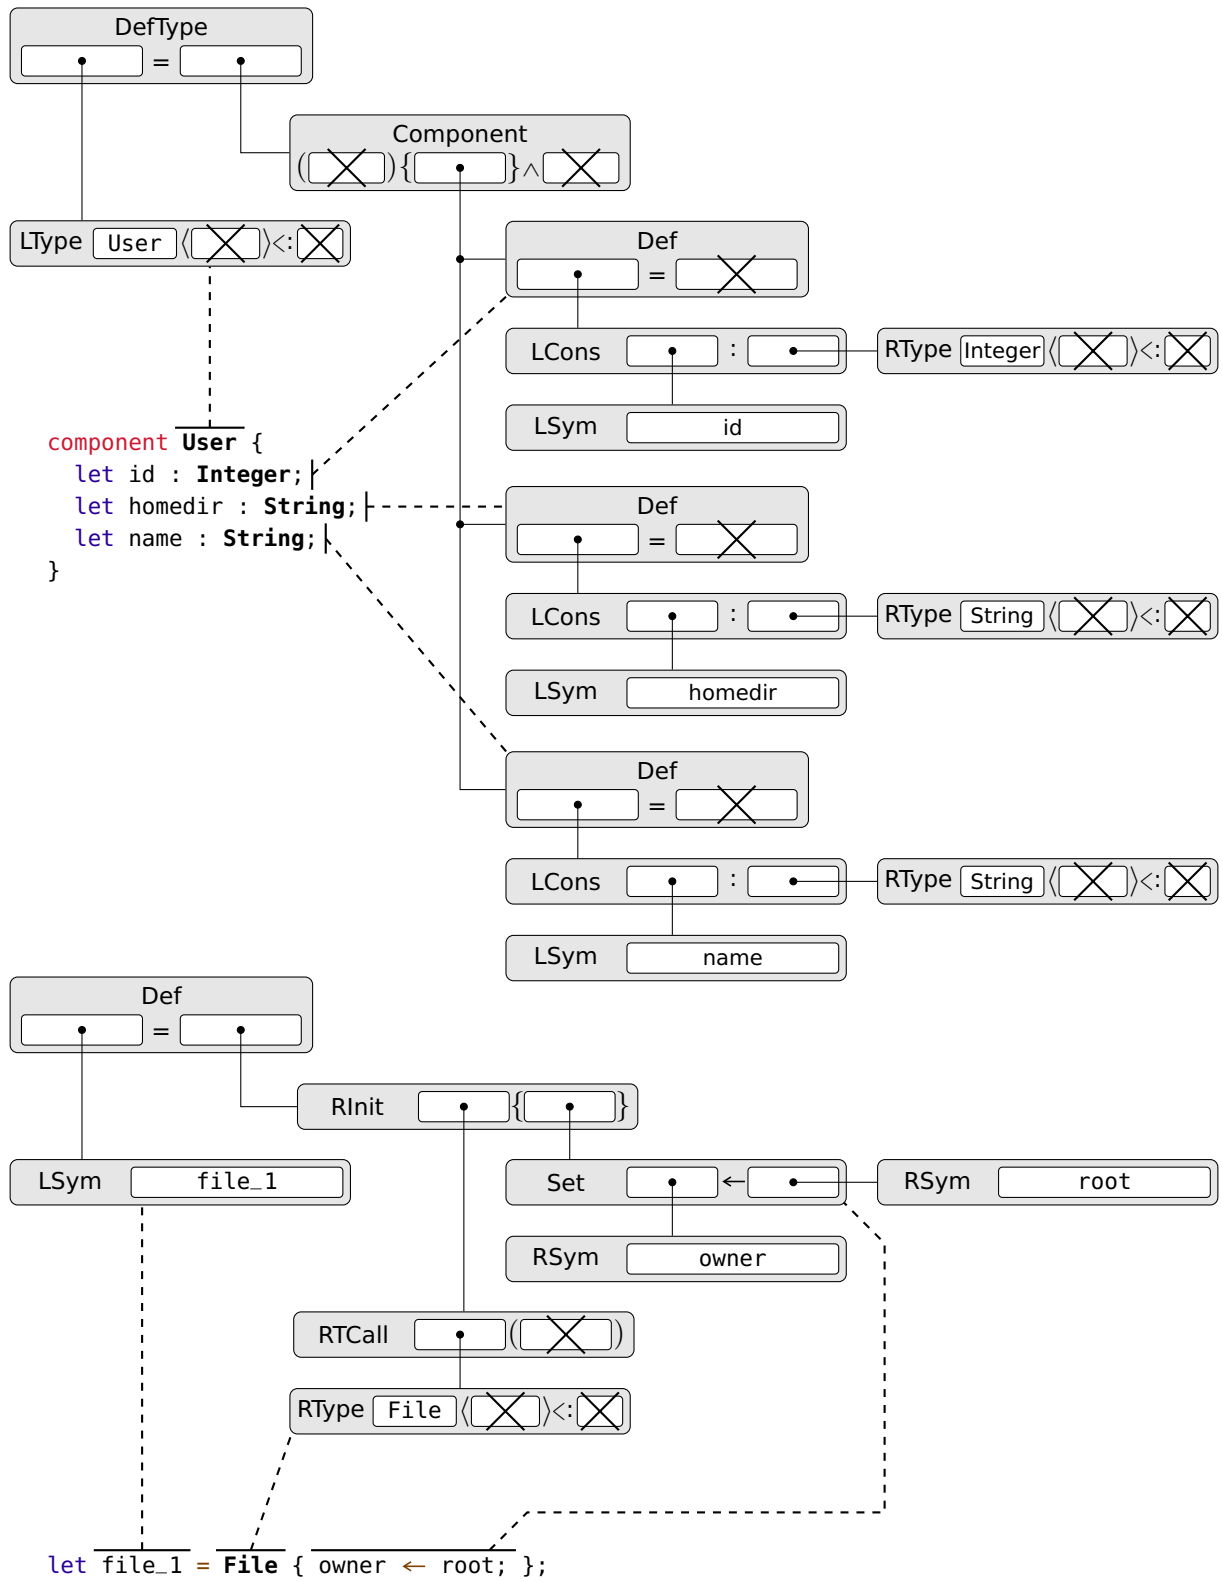 DefType
=
Component
( ) { } ∧
LType User ⟨ ⟩ <:
Def
=
LCons : RType Integer ⟨ ⟩ <:
LSym id
component User {
let id : Integer;
let homedir : String;
let name : String;
}
Def
=
LCons : RType String ⟨ ⟩ <:
LSym homedir
Def
=
LCons : RType String ⟨ ⟩ <:
LSym name
Def
=
RInit { }
LSym file_1
Set ← RSym root
RSym owner
RTCall ( )
RType File ⟨ ⟩ <:
let file_1 = File { owner ← root; };